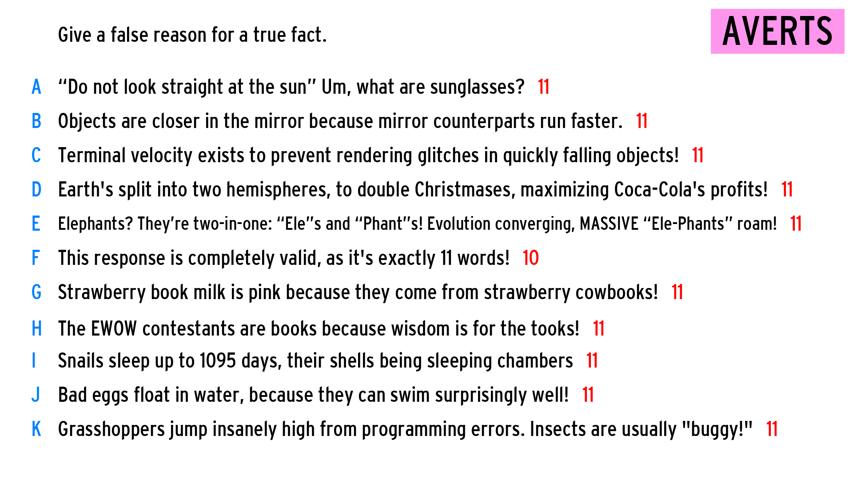 Give a false reason for a true fact.
AVERTS
A “Do not look straight at the sun” Um, what are sunglasses? 11
B Objects are closer in the mirror because mirror counterparts run faster. 11
C Terminal velocity exists to prevent rendering glitches in quickly falling objects! 11
D Earth's split into two hemispheres, to double Christmases, maximizing Coca-Cola's profits! 11
E Elephants? They’re two-in-one: “Ele”s and “Phant”s! Evolution converging, MASSIVE “Ele-Phants” roam! 11
F This response is completely valid, as it's exactly 11 words! 10
G Strawberry book milk is pink because they come from strawberry cowbooks! 11
H The EWOW contestants are books because wisdom is for the tooks! 11
I Snails sleep up to 1095 days, their shells being sleeping chambers 11
J Bad eggs float in water, because they can swim surprisingly well! 11
K Grasshoppers jump insanely high from programming errors. Insects are usually "buggy!" 11